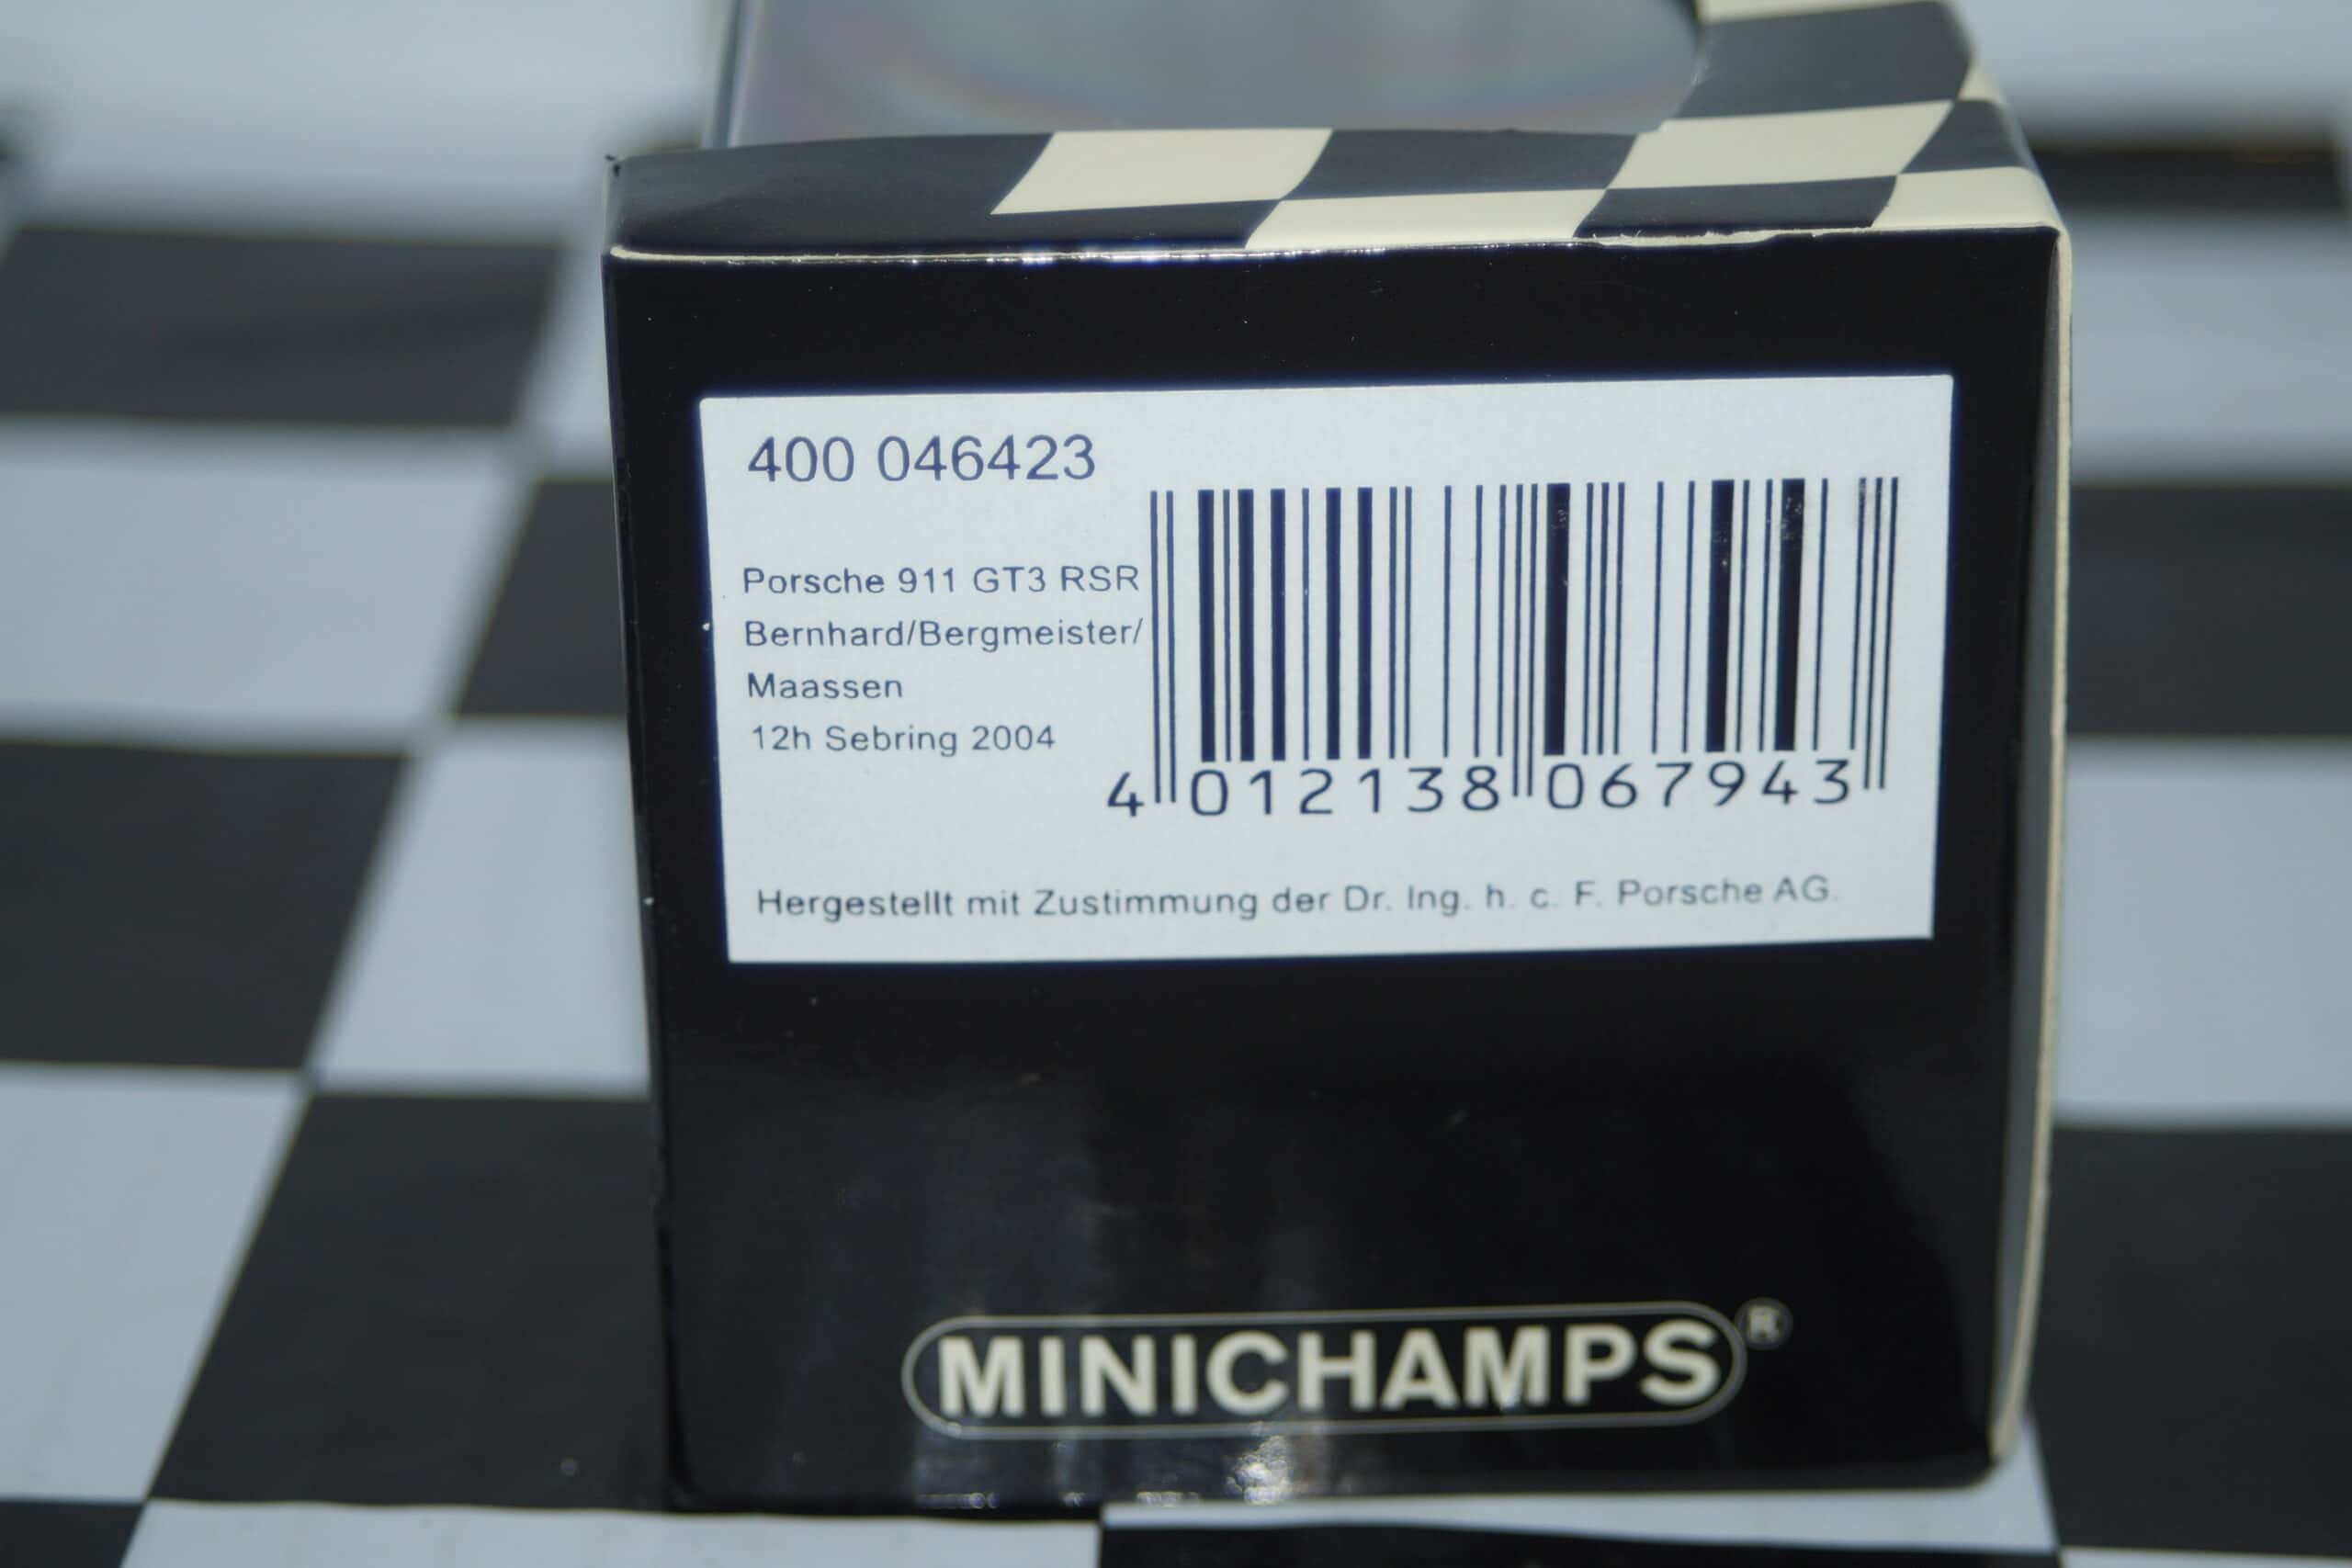 400 046423
Porsche 911 GT3 RSR
Bernhard/Bergmeister/
Maassen
12h Sebring 2004
4 012138 067943
Hergestellt mit Zustimmung der Dr. Ing. h. c. F. Porsche AG.
MINICHAMPS®